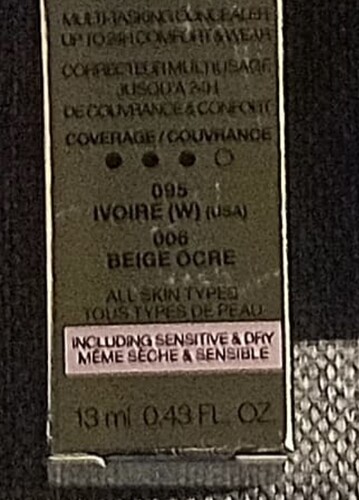 MULTI-TASKING CONCEALER
UP TO 24H COMFORT & WEAR
CORRECTEUR MULTI-USAGE
JUSQU'À 24H
DE COUVRANCE & CONFORT
COVERAGE / COUVRANCE
095
IVOIRE (W) (USA)
006
BEIGE OCRE
ALL SKIN TYPES
TOUS TYPES DE PEAU
INCLUDING SENSITIVE & DRY
MÊME SÈCHE & SENSIBLE
13 ml 0.43 FL. OZ.